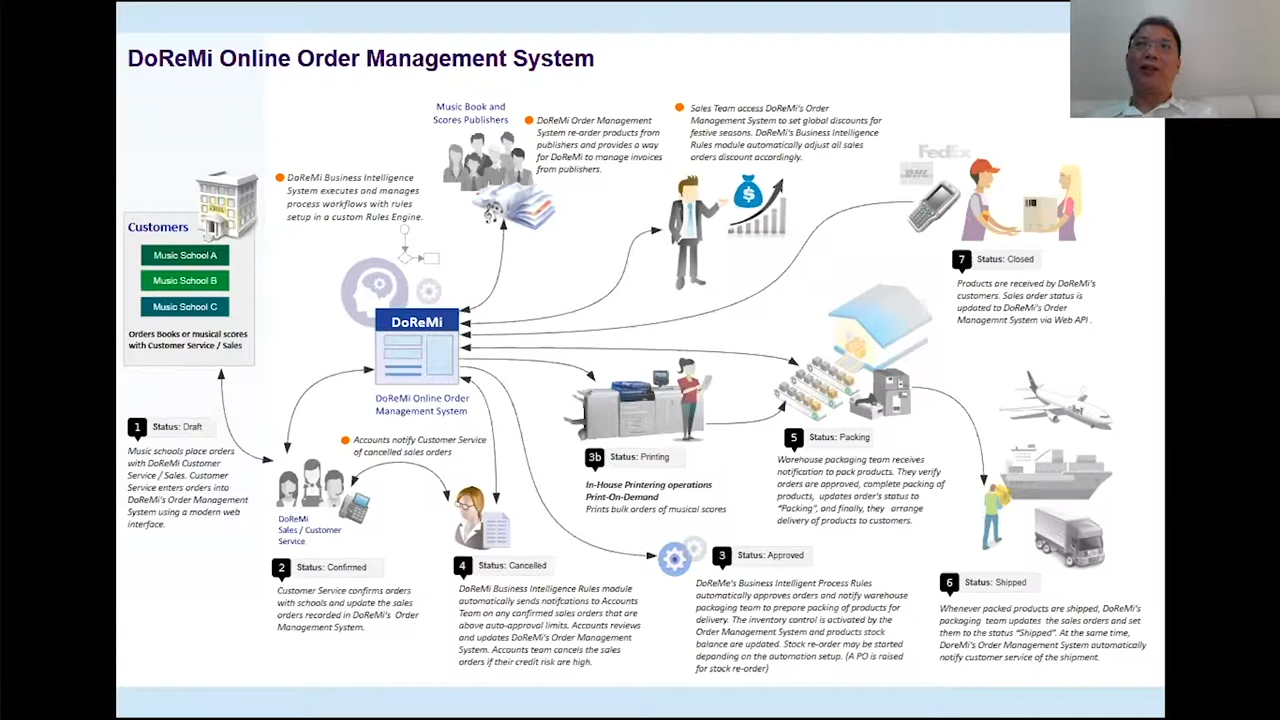 DoReMi Online Order Management System
Music Book and
Scores Publishers
DoReMi Order Management
System re-order products from
publishers and provides a way
for DoReMi to manage invoices
from publishers.
Sales Team access DoReMi's Order
Management System to set global discounts for
festive seasons. DoReMi's Business Intelligence
Rules module automatically adjust all sales
orders discount accordingly.
FedEx
DoReMi Business Intelligence
System executes and manages
process workflows with rules
setup in a custom Rules Engine.
Customers
Music School A
Music School B
Music School C
Orders Books or musical scores
with Customer Service / Sales
7 Status: Closed
Products are received by DoReMi's
customers. Sales order status is
updated to DoReMi's Order
Managemnt System via Web API .
DoReMi
DoReMi Online Order
Management System
1 Status: Draft
Music schools place orders
with DoReMi Customer
Service / Sales. Customer
Service enters orders into
DoReMi's Order Management
System using a modern web
interface.
Accounts notify Customer Service
of cancelled sales orders
DoReMi
Sales / Customer
Service
3b Status: Printing
In-House Printering operations
Print-On-Demand
Prints bulk orders of musical scores
5 Status: Packing
Warehouse packaging team receives
notification to pack products. They verify
orders are approved, complete packing of
products, updates order's status to
"Packing", and finally, they arrange
delivery of products to customers.
2 Status: Confirmed
Customer Service confirms orders
with schools and update the sales
orders recorded in DoReMi's Order
Management System.
4 Status: Cancelled
DoReMi Business Intelligence Rules module
automatically sends notifcations to Accounts
Team on any confirmed sales orders that are
above auto-approval limits. Accounts reviews
and updates DoReMi's Order Management
System. Accounts team cancels the sales
orders if their credit risk are high.
3 Status: Approved
DoReMe's Business Intelligent Process Rules
automatically approves orders and notify warehouse
packaging team to prepare packing of products for
delivery. The inventory control is activated by the
Order Management System and products stock
balance are updated. Stock re-order may be started
depanding on the automation setup. (A PO is raised
for stock re-order)
6 Status: Shipped
Whenever packed products are shipped, DoReMi's
packaging team updates the sales orders and set
them to the status "Shipped". At the same time,
DoreMi's Order Management System automatically
notify customer service of the shipment.